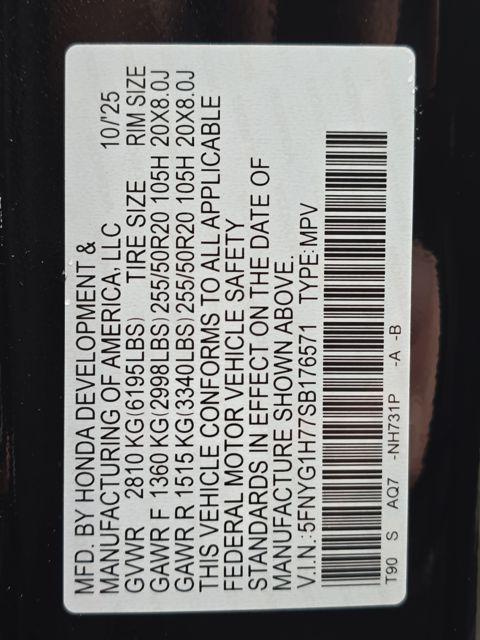 MFD. BY HONDA DEVELOPMENT &
MANUFACTURING OF AMERICA, LLC 10/'25
GVWR 2810 KG(6195LBS) TIRE SIZE RIM SIZE
GAWR F 1360 KG(2998LBS) 255/50R20 105H 20X8.0J
GAWR R 1515 KG(3340LBS) 255/50R20 105H 20X8.0J
THIS VEHICLE CONFORMS TO ALL APPLICABLE
FEDERAL MOTOR VEHICLE SAFETY
STANDARDS IN EFFECT ON THE DATE OF
MANUFACTURE SHOWN ABOVE.
V.I.N.:5FNYG1H77SB176571 TYPE:MPV
T90 S AQ7 -NH731P -A -B